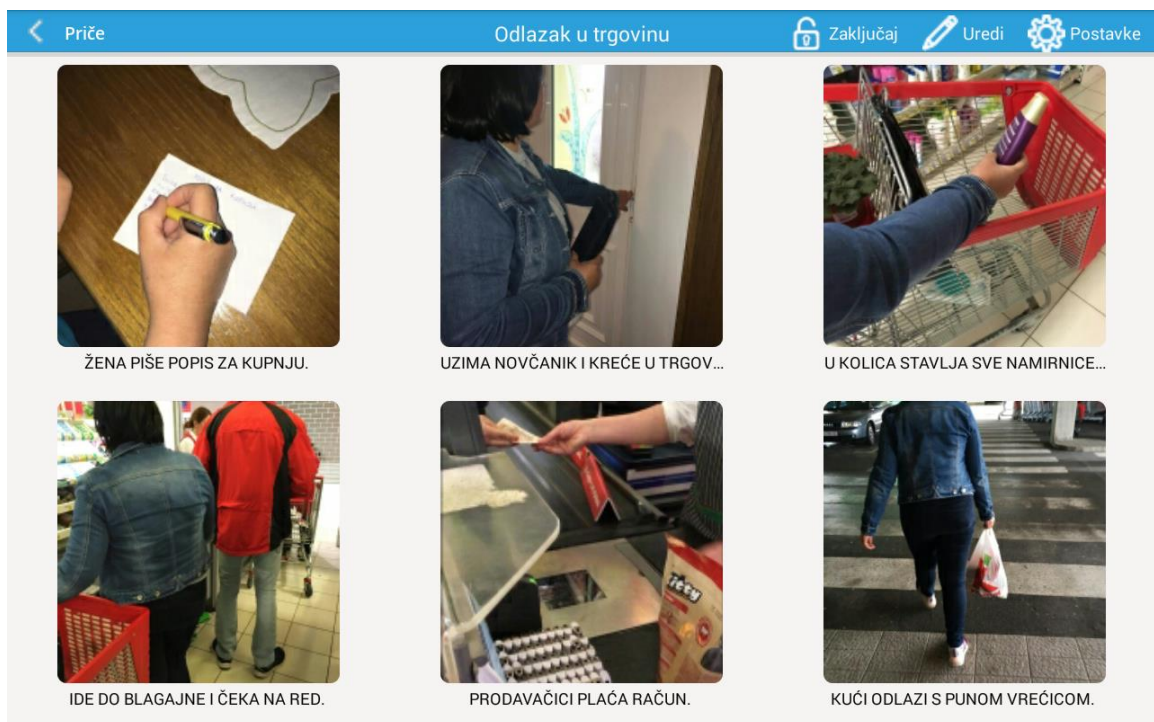 Priče
Odlazak u trgovinu
Zaključaj
Uredi
Postavke
ŽENA PIŠE POPIS ZA KUPNJU.
UZIMA NOVČANIK I KREĆE U TRGOV...
U KOLICA STAVLJA SVE NAMIRNICE...
IDE DO BLAGAJNE I ČEKA NA RED.
PRODAVAČICI PLAĆA RAČUN.
KUĆI ODLAZI S PUNOM VREĆICOM.